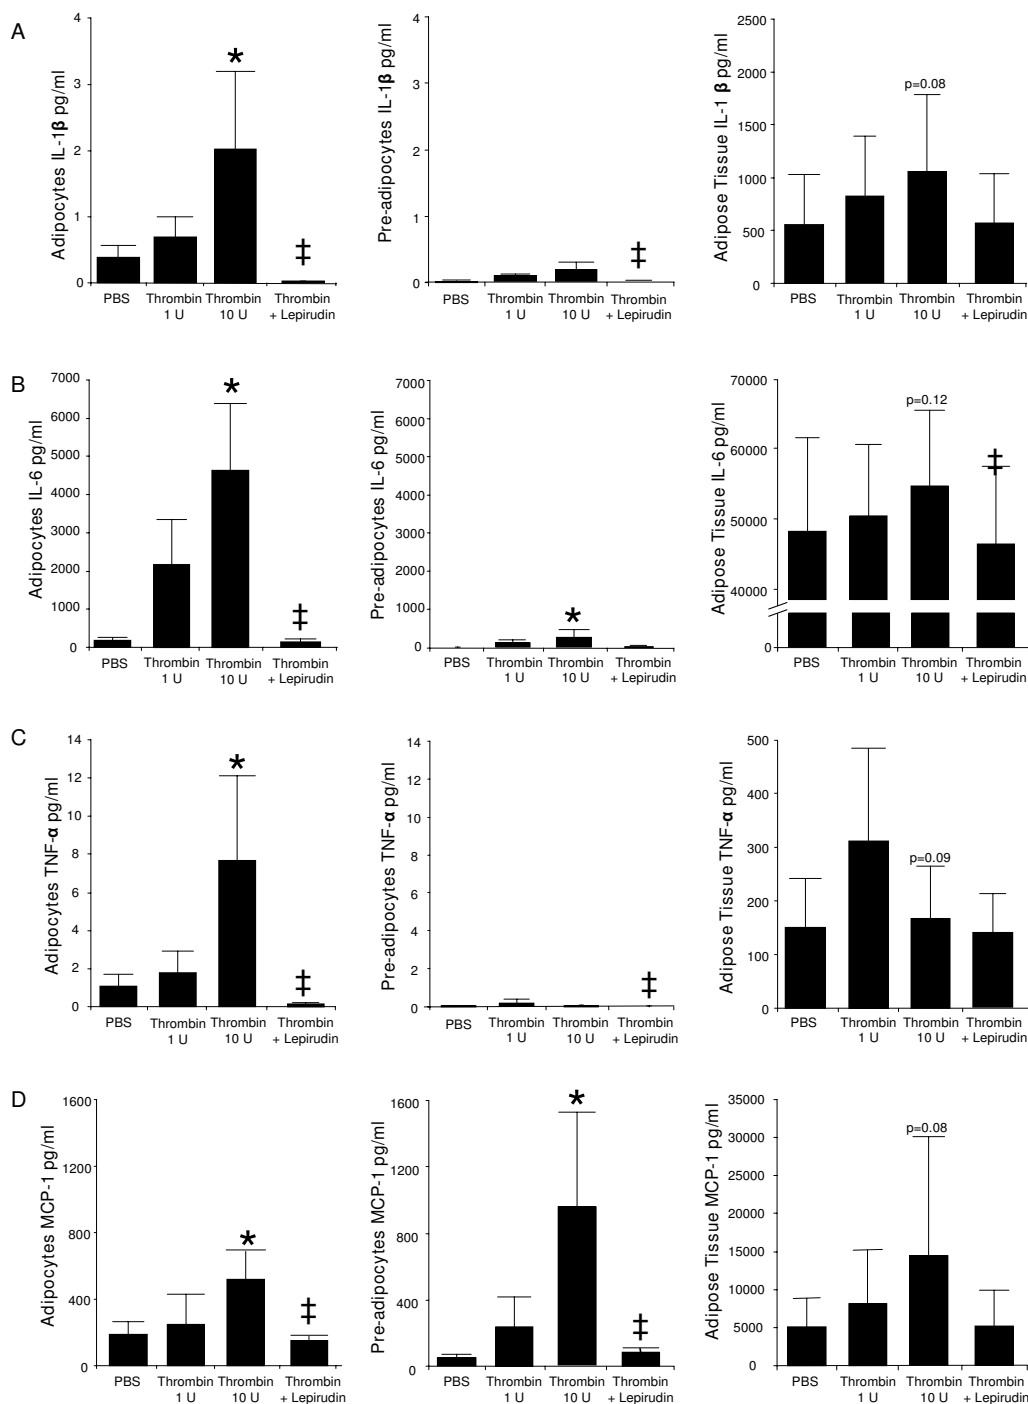 A
Adipocytes IL-1β pg/ml
4
3
2
1
0
*
‡
PBS
Thrombin
1 U
Thrombin
10 U
Thrombin
+ Lepirudin
Pre-adipocytes IL-1β pg/ml
4
3
2
1
0
‡
PBS
Thrombin
1 U
Thrombin
10 U
Thrombin
+ Lepirudin
Adipose Tissue IL-1 β pg/ml
2500
2000
1500
1000
500
0
p=0.08
PBS
Thrombin
1 U
Thrombin
10 U
Thrombin
+ Lepirudin
B
Adipocytes IL-6 pg/ml
7000
6000
5000
4000
3000
2000
1000
0
*
‡
PBS
Thrombin
1 U
Thrombin
10 U
Thrombin
+ Lepirudin
Pre-adipocytes IL-6 pg/ml
7000
6000
5000
4000
3000
2000
1000
0
*
PBS
Thrombin
10 U
Thrombin
1 U
Thrombin
+ Lepirudin
Adipose Tissue IL-6 pg/ml
70000
60000
50000
40000
0
p=0.12
‡
PBS
Thrombin
1 U
Thrombin
10 U
Thrombin
+ Lepirudin
C
Adipocytes TNF-α pg/ml
14
12
10
8
6
4
2
0
*
‡
PBS
Thrombin
1 U
Thrombin
10 U
Thrombin
+ Lepirudin
Pre-adipocytes TNF-α pg/ml
14
12
10
8
6
4
2
0
‡
PBS
Thrombin
1 U
Thrombin
10 U
Thrombin
+ Lepirudin
Adipose Tissue TNF-α pg/ml
500
400
300
200
100
0
p=0.09
PBS
Thrombin
1 U
Thrombin
10 U
Thrombin
+ Lepirudin
D
Adipocytes MCP-1 pg/ml
1600
1200
800
400
0
*
‡
PBS
Thrombin
1 U
Thrombin
10 U
Thrombin
+ Lepirudin
Pre-adipocytes MCP-1 pg/ml
1600
1200
800
400
0
*
‡
PBS
Thrombin
1 U
Thrombin
10 U
Thrombin
+ Lepirudin
Adipose Tissue MCP-1 pg/ml
35000
30000
25000
20000
15000
10000
5000
0
p=0.08
PBS
Thrombin
1 U
Thrombin
10 U
Thrombin
+ Lepirudin